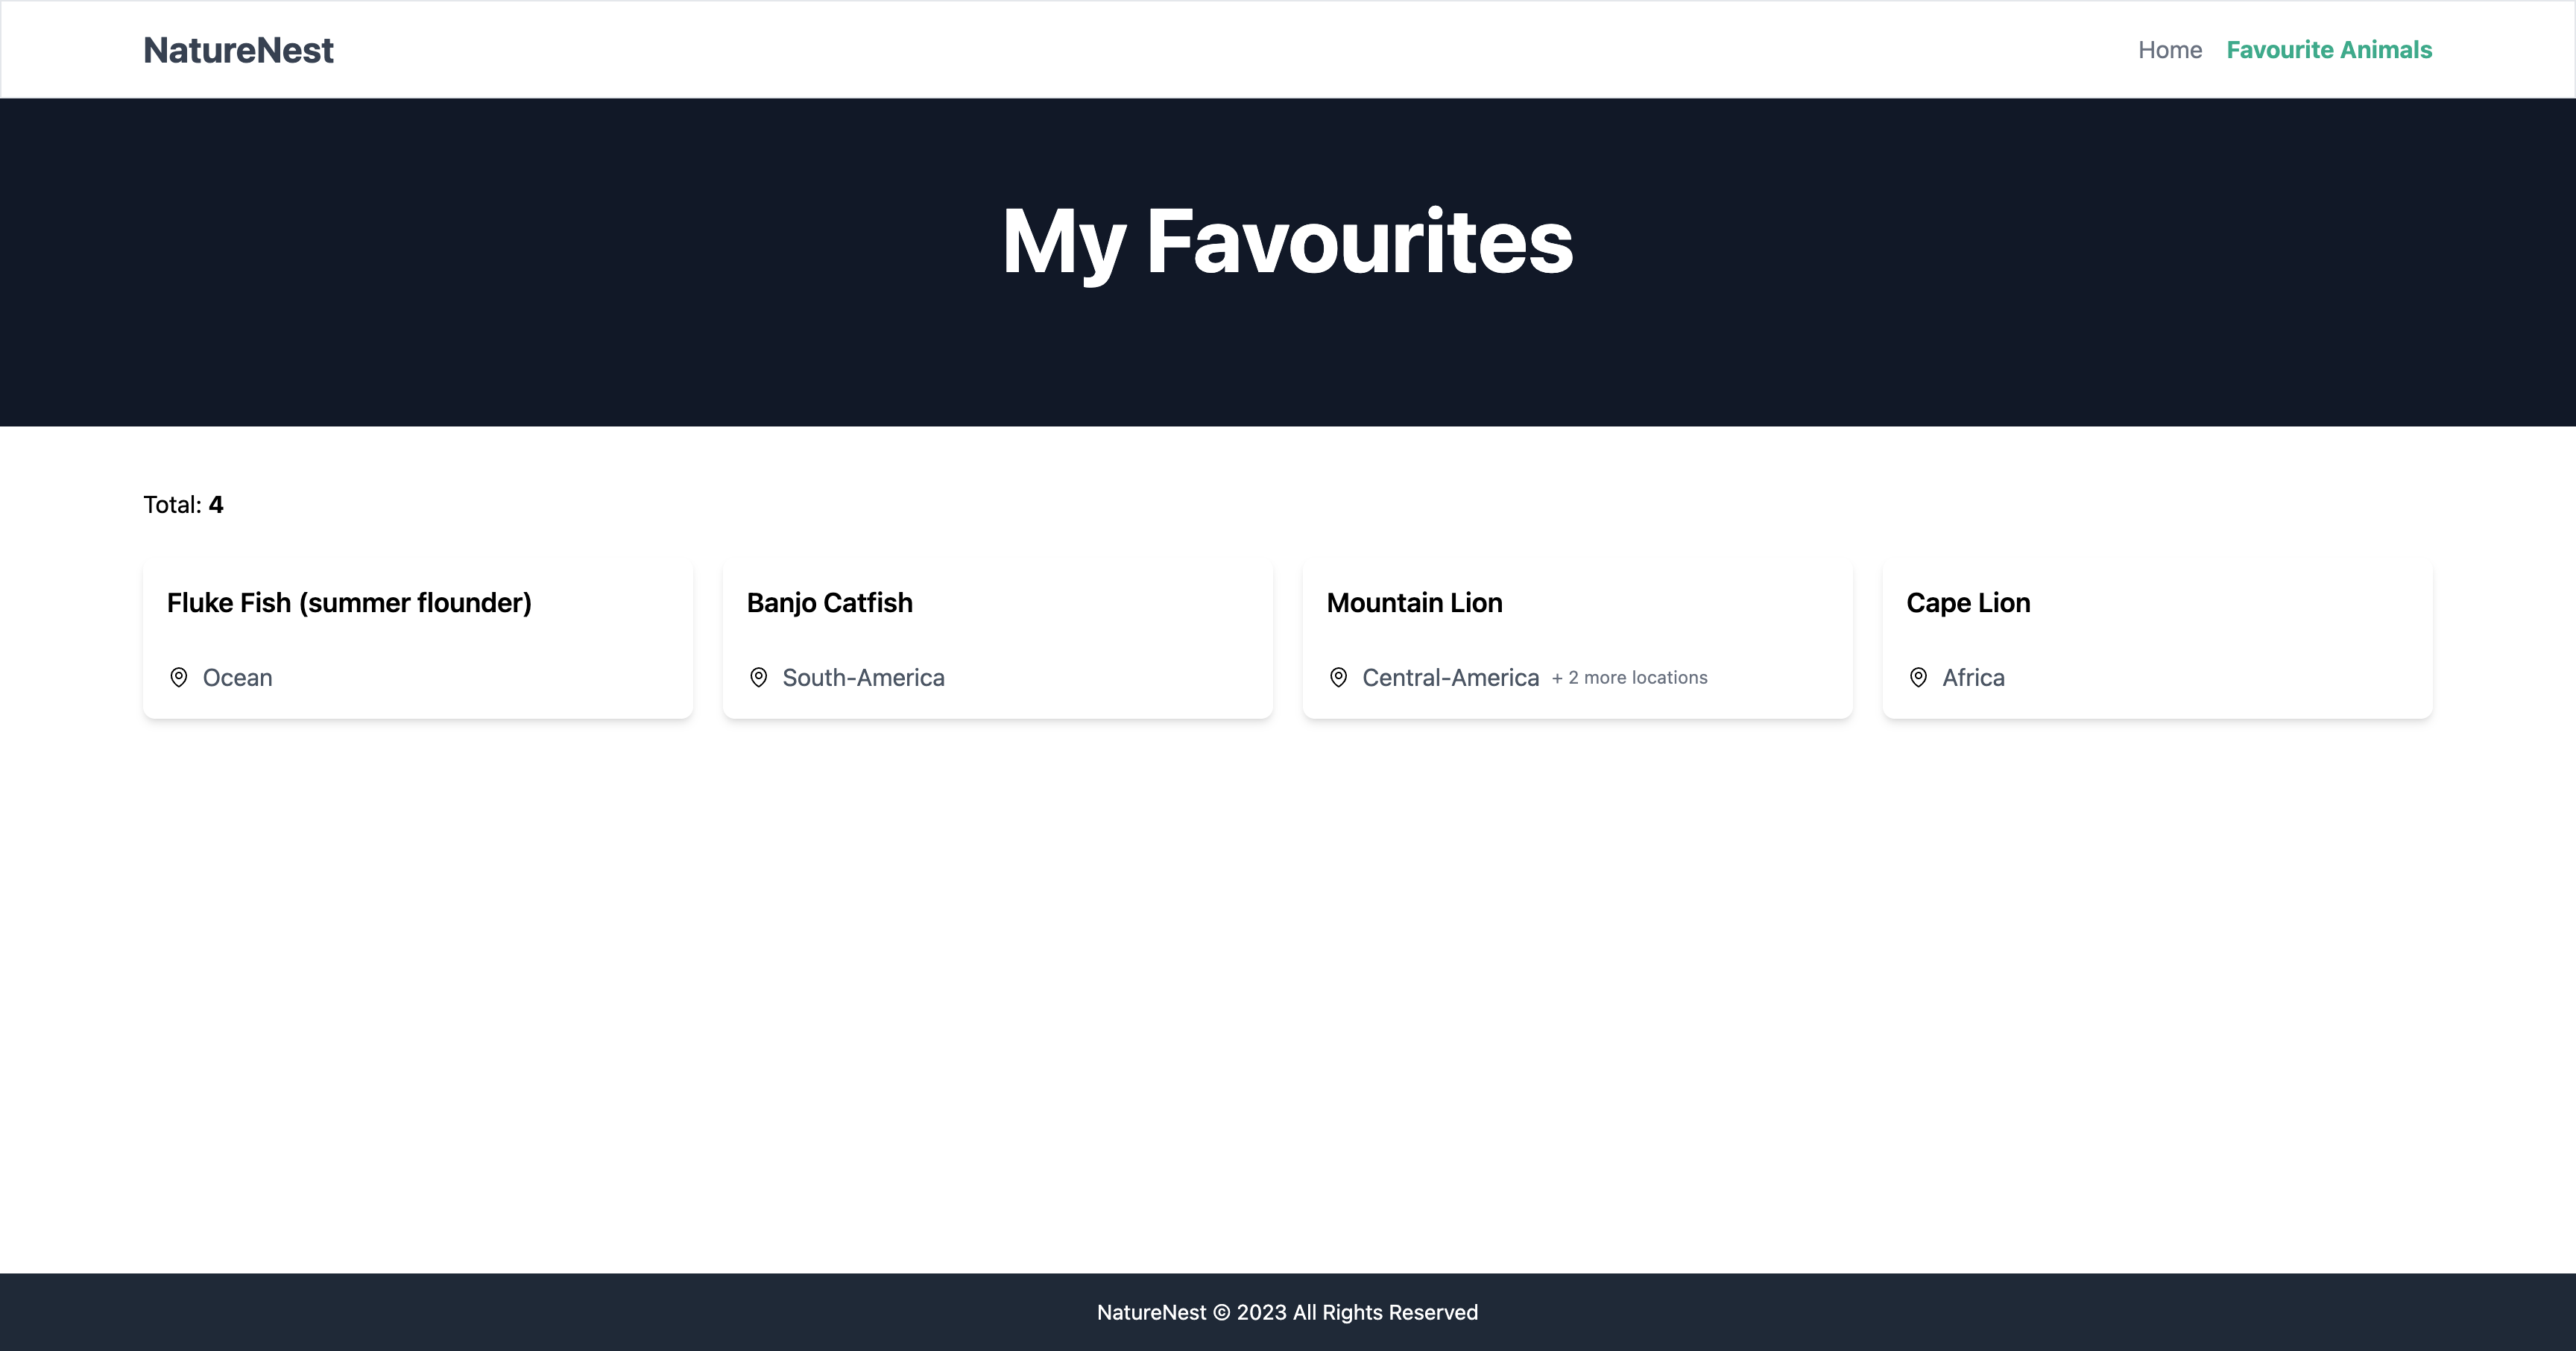 NatureNest
Home Favourite Animals
My Favourites
Total: 4
Fluke Fish (summer flounder)
Ocean
Banjo Catfish
South-America
Mountain Lion
Central-America + 2 more locations
Cape Lion
Africa
NatureNest © 2023 All Rights Reserved